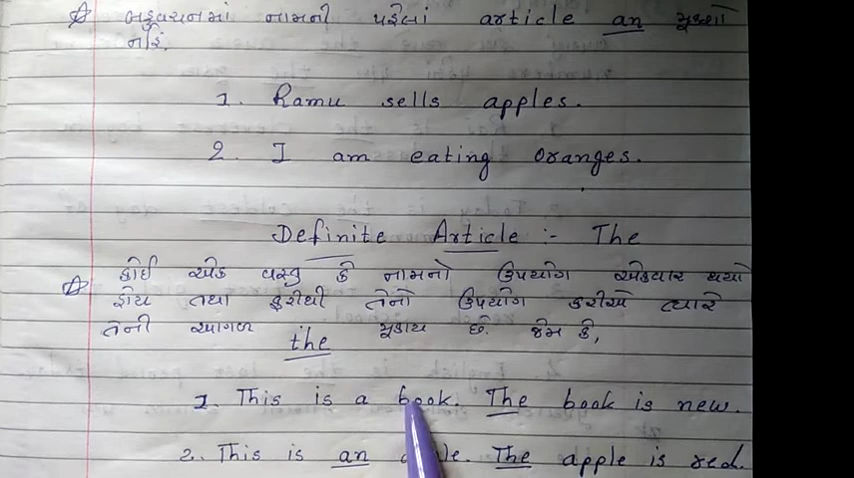 ☆ બહુવચનમાં નામની પહેલાં article an મૂકાશે
નહિં.
1. Ramu sells apples.
2. I am eating oranges.
Definite Article :- The
☆ કોઈ એક વસ્તુ કે નામનો ઉપયોગ એકવાર થયો
હોય તથા ફરીથી તેનો ઉપયોગ કરીએ ત્યારે
તેની આગળ the મૂકાય છે. જેમ કે,
1. This is a book. The book is new.
2. This is an The apple is red.